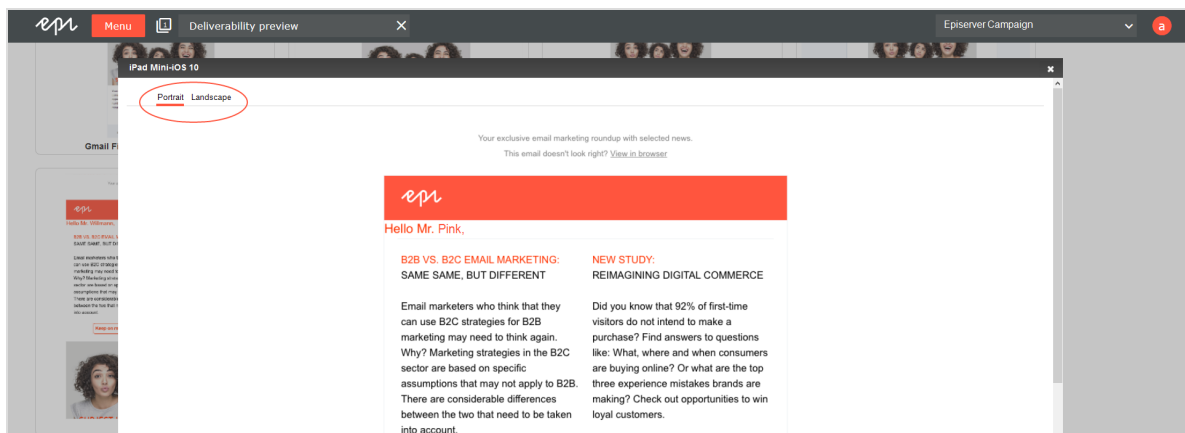 epi
Menu
1
Deliverability preview
Episerver Campaign
a
iPad Mini-iOS 10
Portrait Landscape
Gmail Fi
Your exclusive email marketing roundup with selected news.
This email doesn't look right? View in browser
epi
epi
Hello Mr. Pink,
B2B VS. B2C EMAIL MARKETING:
SAME SAME, BUT DIFFERENT
Email marketers who think that they
can use B2C strategies for B2B
marketing may need to think again.
Why? Marketing strategies in the B2C
sector are based on specific
assumptions that may not apply to B2B.
There are considerable differences
between the two that need to be taken
into account.
NEW STUDY:
REIMAGINING DIGITAL COMMERCE
Did you know that 92% of first-time
visitors do not intend to make a
purchase? Find answers to questions
like: What, where and when consumers
are buying online? Or what are the top
three experience mistakes brands are
making? Check out opportunities to win
loyal customers.